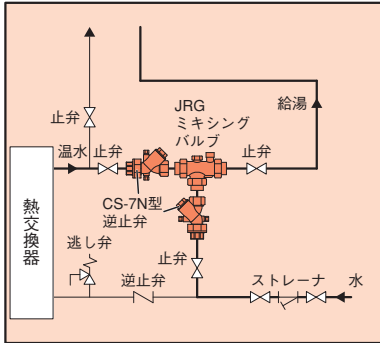 JRG
ミキシング
バルブ
止弁
給湯
温水
止弁
止弁
CS-7N型
逆止弁
熱交換器
逃し弁
逆止弁
止弁
ストレーナ
水